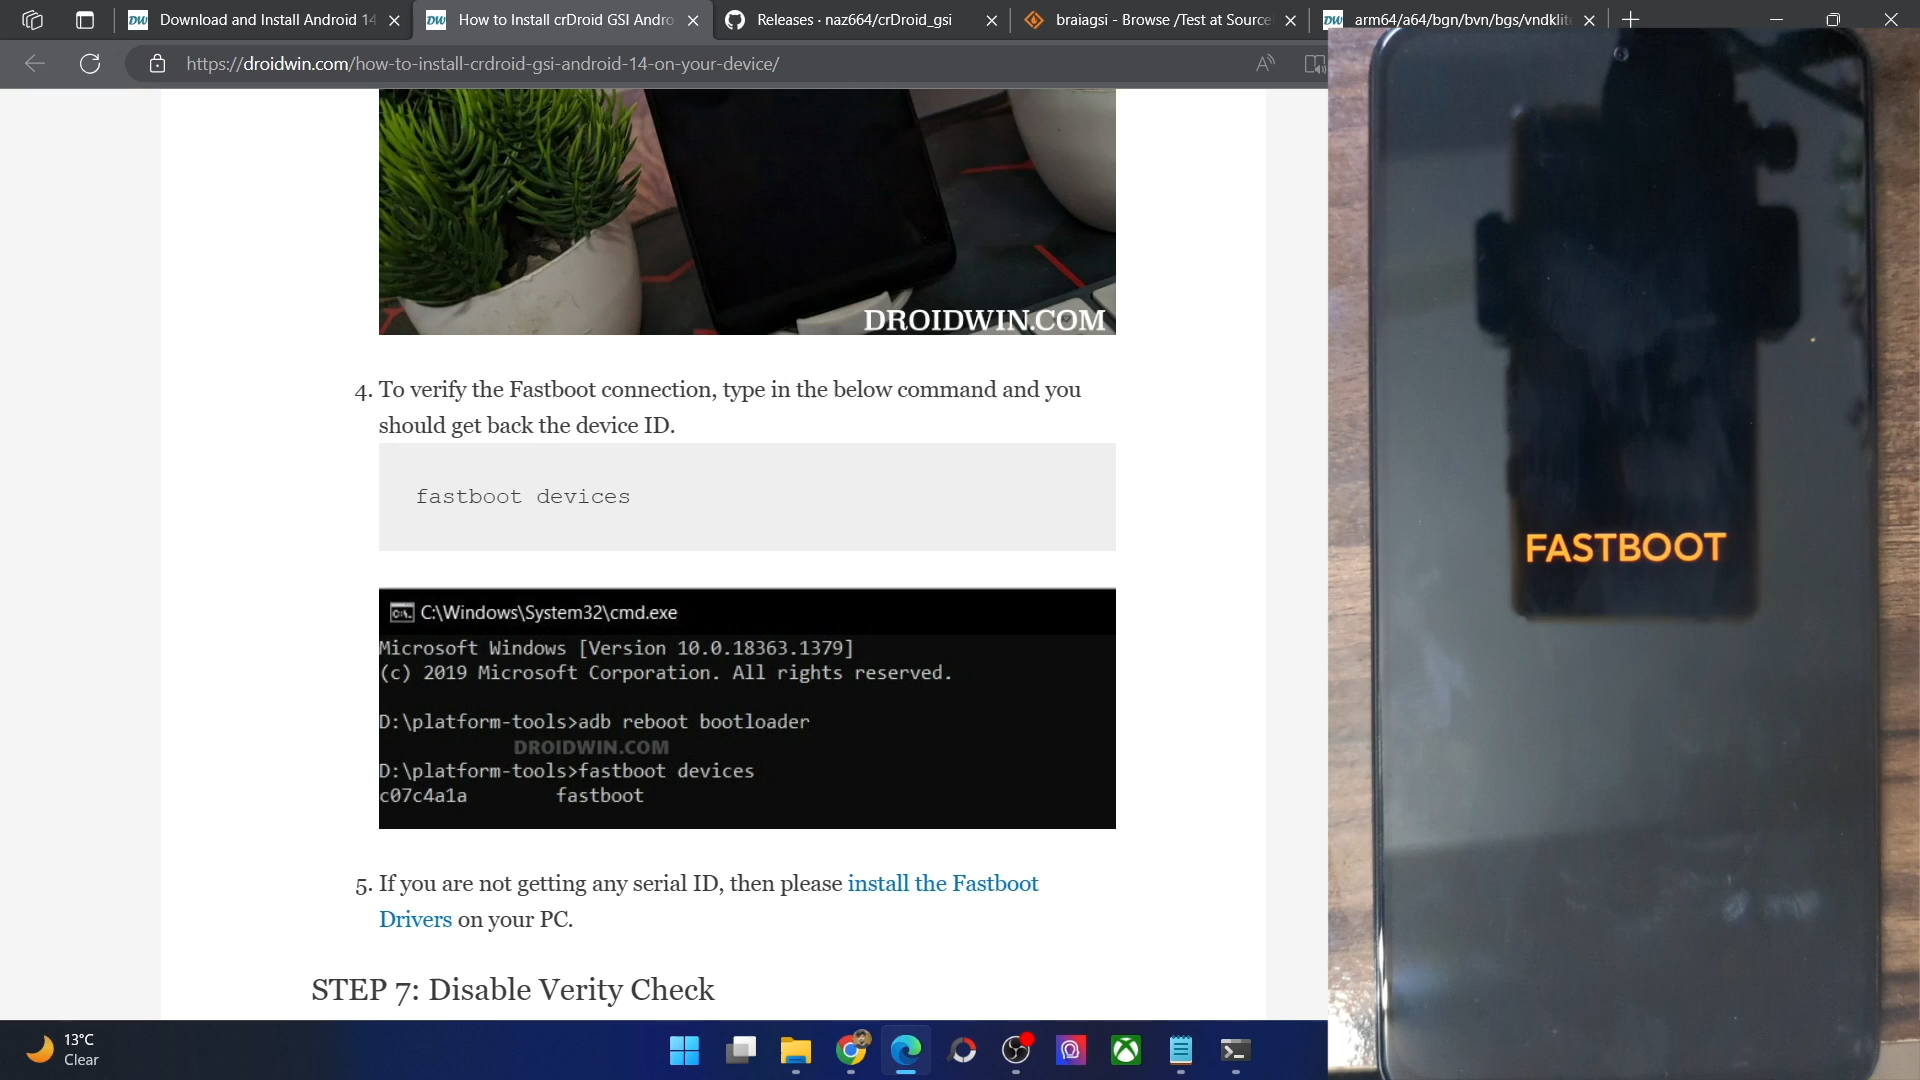 Download and Install Android 14
How to Install crDroid GSI Andro
Releases · naz664/crDroid_gsi
braiagsi - Browse /Test at Source
arm64/a64/bgn/bvn/bgs/vndklite
https://droidwin.com/how-to-install-crdroid-gsi-android-14-on-your-device/
DROIDWIN.COM
4. To verify the Fastboot connection, type in the below command and you
should get back the device ID.
fastboot devices
C:\Windows\System32\cmd.exe
Microsoft Windows [Version 10.0.18363.1379]
(c) 2019 Microsoft Corporation. All rights reserved.
D:\platform-tools>adb reboot bootloader
DROIDWIN.COM
D:\platform-tools>fastboot devices
c07c4a1a fastboot
5. If you are not getting any serial ID, then please install the Fastboot
Drivers on your PC.
STEP 7: Disable Verity Check
13°C
Clear
FASTBOOT